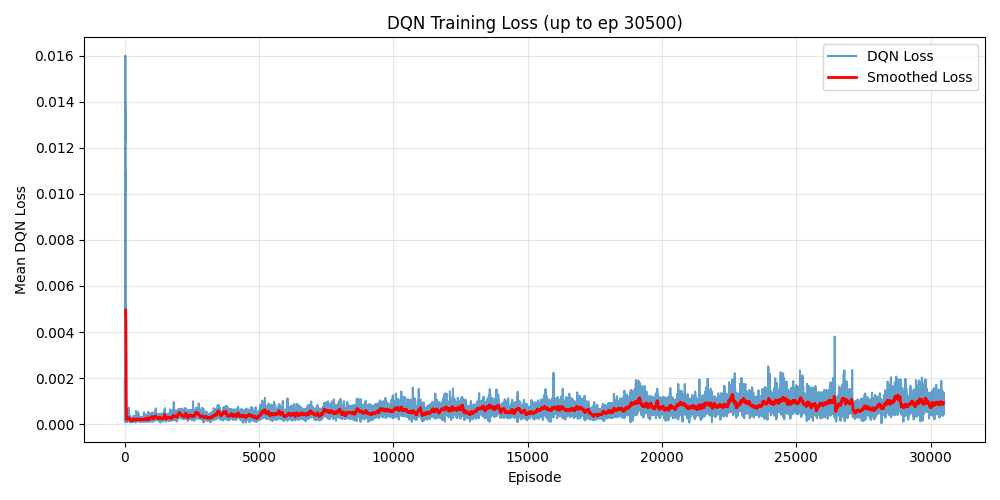 DQN Training Loss (up to ep 30500)
DQN Loss
Smoothed Loss
Mean DQN Loss
0.016
0.014
0.012
0.010
0.008
0.006
0.004
0.002
0.000
0 5000 10000 15000 20000 25000 30000
Episode